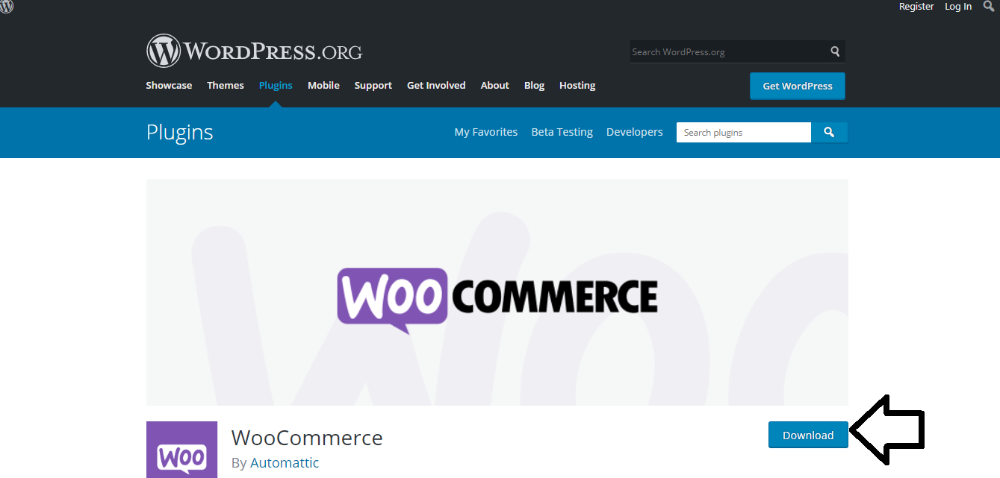 Register Log In
WORDPRESS.ORG
Search WordPress.org
Showcase Themes Plugins Mobile Support Get Involved About Blog Hosting
Get WordPress
Plugins
My Favorites Beta Testing Developers
Search plugins
WOO COMMERCE
WOO
WooCommerce
By Automattic
Download